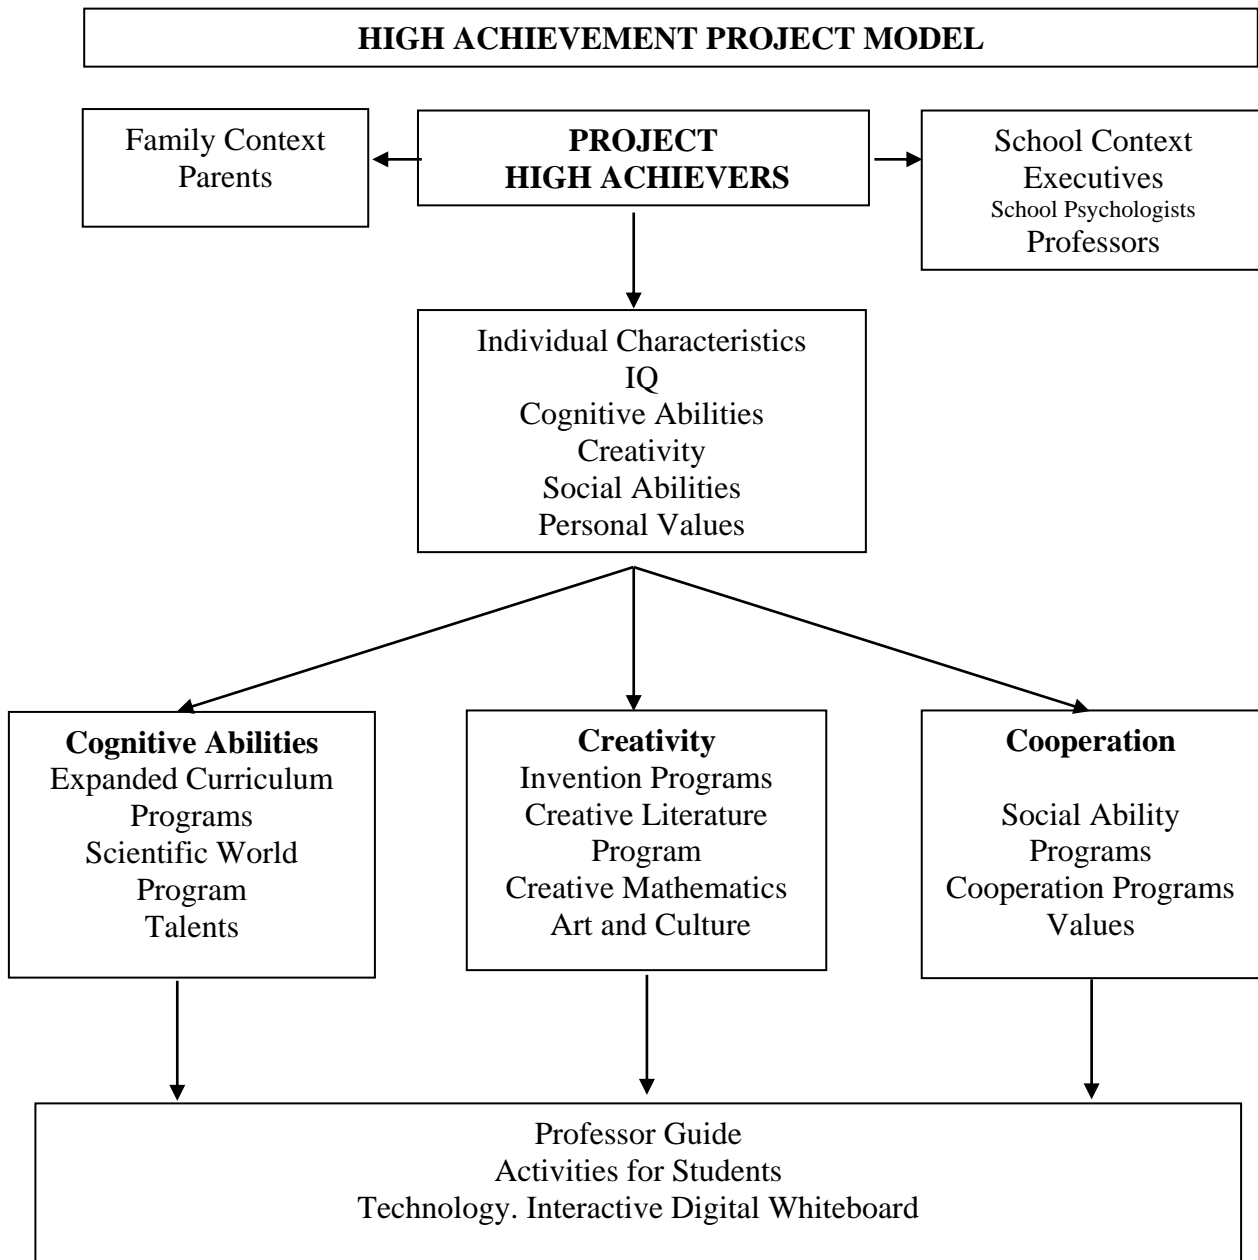 HIGH ACHIEVEMENT PROJECT MODEL
Family Context
Parents
PROJECT
HIGH ACHIEVERS
School Context
Executives
School Psychologists
Professors
Individual Characteristics
IQ
Cognitive Abilities
Creativity
Social Abilities
Personal Values
Cognitive Abilities
Expanded Curriculum
Programs
Scientific World
Program
Talents
Creativity
Invention Programs
Creative Literature
Program
Creative Mathematics
Art and Culture
Cooperation
Social Ability
Programs
Cooperation Programs
Values
Professor Guide
Activities for Students
Technology. Interactive Digital Whiteboard